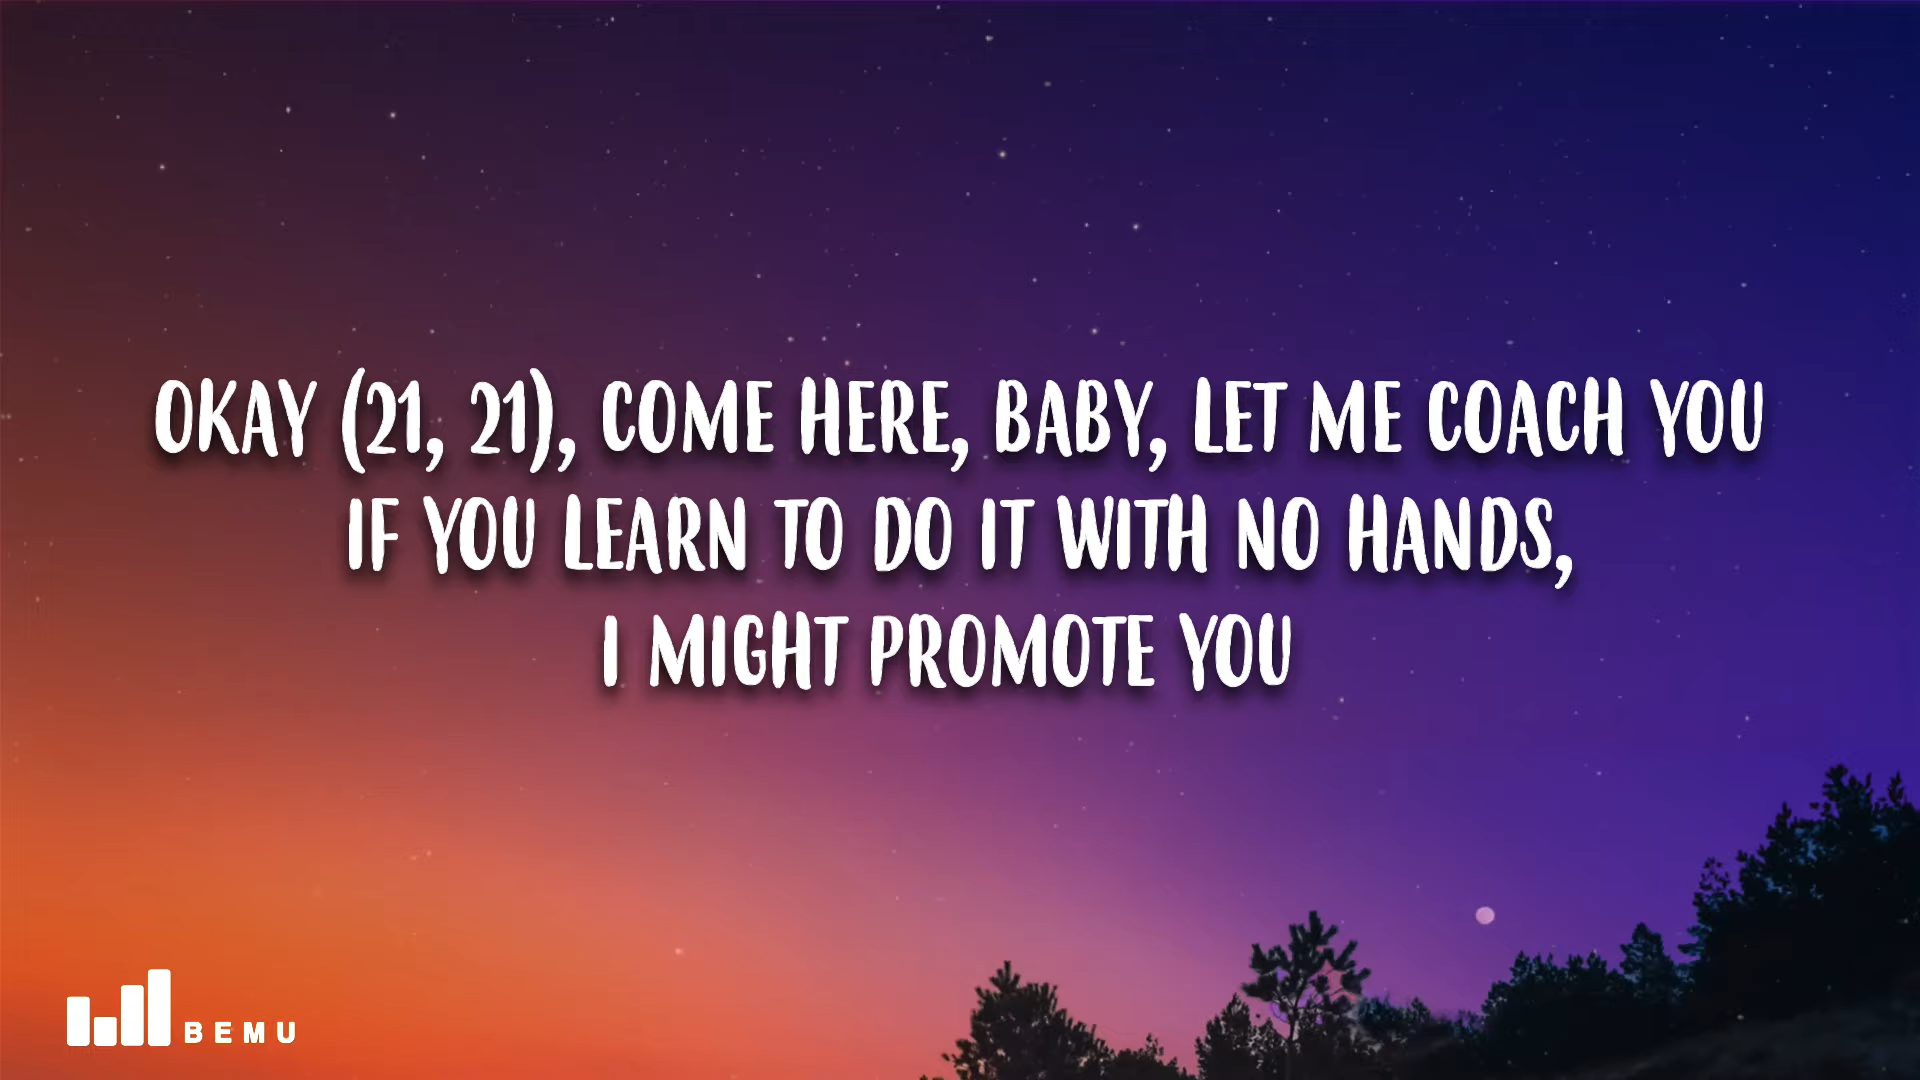 OKAY (21, 21), COME HERE, BABY, LET ME COACH YOU
IF YOU LEARN TO DO IT WITH NO HANDS,
I MIGHT PROMOTE YOU
BEMU